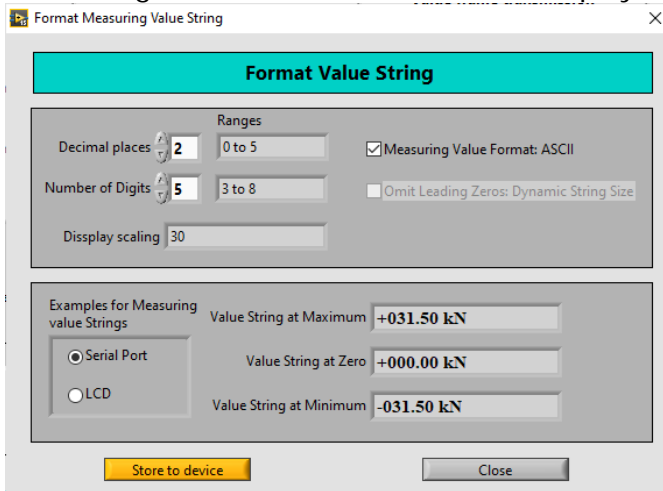 Format Measuring Value String
Format Value String
Ranges
Decimal places 2 0 to 5
Measuring Value Format: ASCII
Number of Digits 5 3 to 8
Omit Leading Zeros: Dynamic String Size
Dissplay scaling 30
Examples for Measuring
value Strings
Serial Port
LCD
Value String at Maximum +031.50 kN
Value String at Zero +000.00 kN
Value String at Minimum -031.50 kN
Store to device
Close